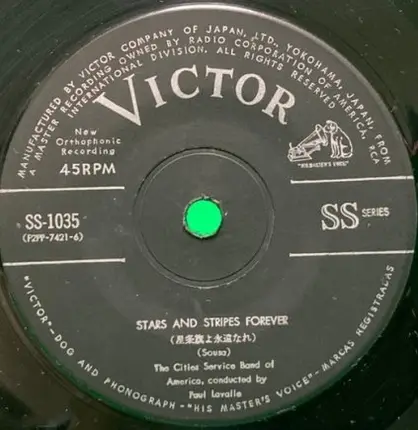 MANUFACTURED BY VICTOR COMPANY OF JAPAN, LTD., YOKOHAMA, JAPAN, FROM
A MASTER RECORDING OWNED BY RADIO CORPORATION OF AMERICA, RCA
INTERNATIONAL DIVISION. ALL RIGHTS RESERVED
VICTOR
New
Orthophonic
Recording
45RPM
"HIS MASTER'S VOICE"
SS-1035
(F2PP-7421-6)
SS SERIES
STARS AND STRIPES FOREVER
(星条旗よ永遠なれ)
(Sousa)
The Cities Service Band of
America, conducted by
Paul Lavalle
"VICTOR"-DOG AND PHONOGRAPH-"HIS MASTER'S VOICE"-MARCAS REGISTRADAS